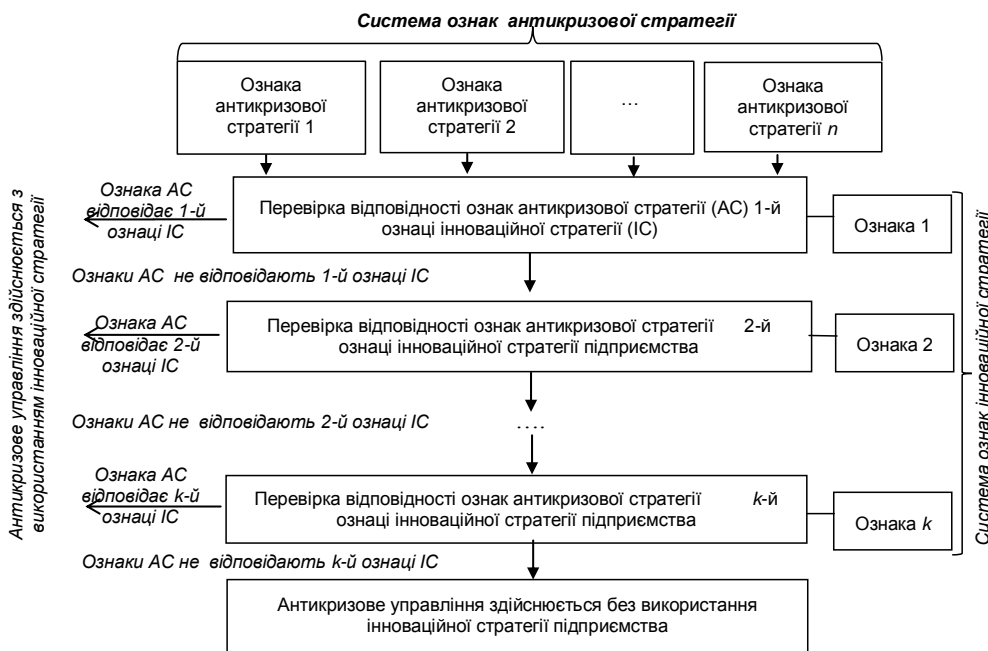 Система ознак антикризової стратегії
Ознака
антикризової
стратегії 1
Ознака
антикризової
стратегії 2
...
Ознака
антикризової
стратегії n
Антикризове управління здійснюється з
використанням інноваційної стратегії
Ознака АС
відповідає 1-й
ознаці ІС
Перевірка відповідності ознак антикризової стратегії (АС) 1-й
ознаці інноваційної стратегії (ІС)
Ознака 1
Система ознак інноваційної стратегії
Ознаки АС не відповідають 1-й ознаці ІС
Ознака АС
відповідає 2-й
ознаці ІС
Перевірка відповідності ознак антикризової стратегії 2-й
ознаці інноваційної стратегії підприємства
Ознака 2
Ознаки АС не відповідають 2-й ознаці ІС
....
Ознака АС
відповідає k-й
ознаці ІС
Перевірка відповідності ознак антикризової стратегії k-й
ознаці інноваційної стратегії підприємства
Ознака k
Ознаки АС не відповідають k-й ознаці ІС
Антикризове управління здійснюється без використання
інноваційної стратегії підприємства